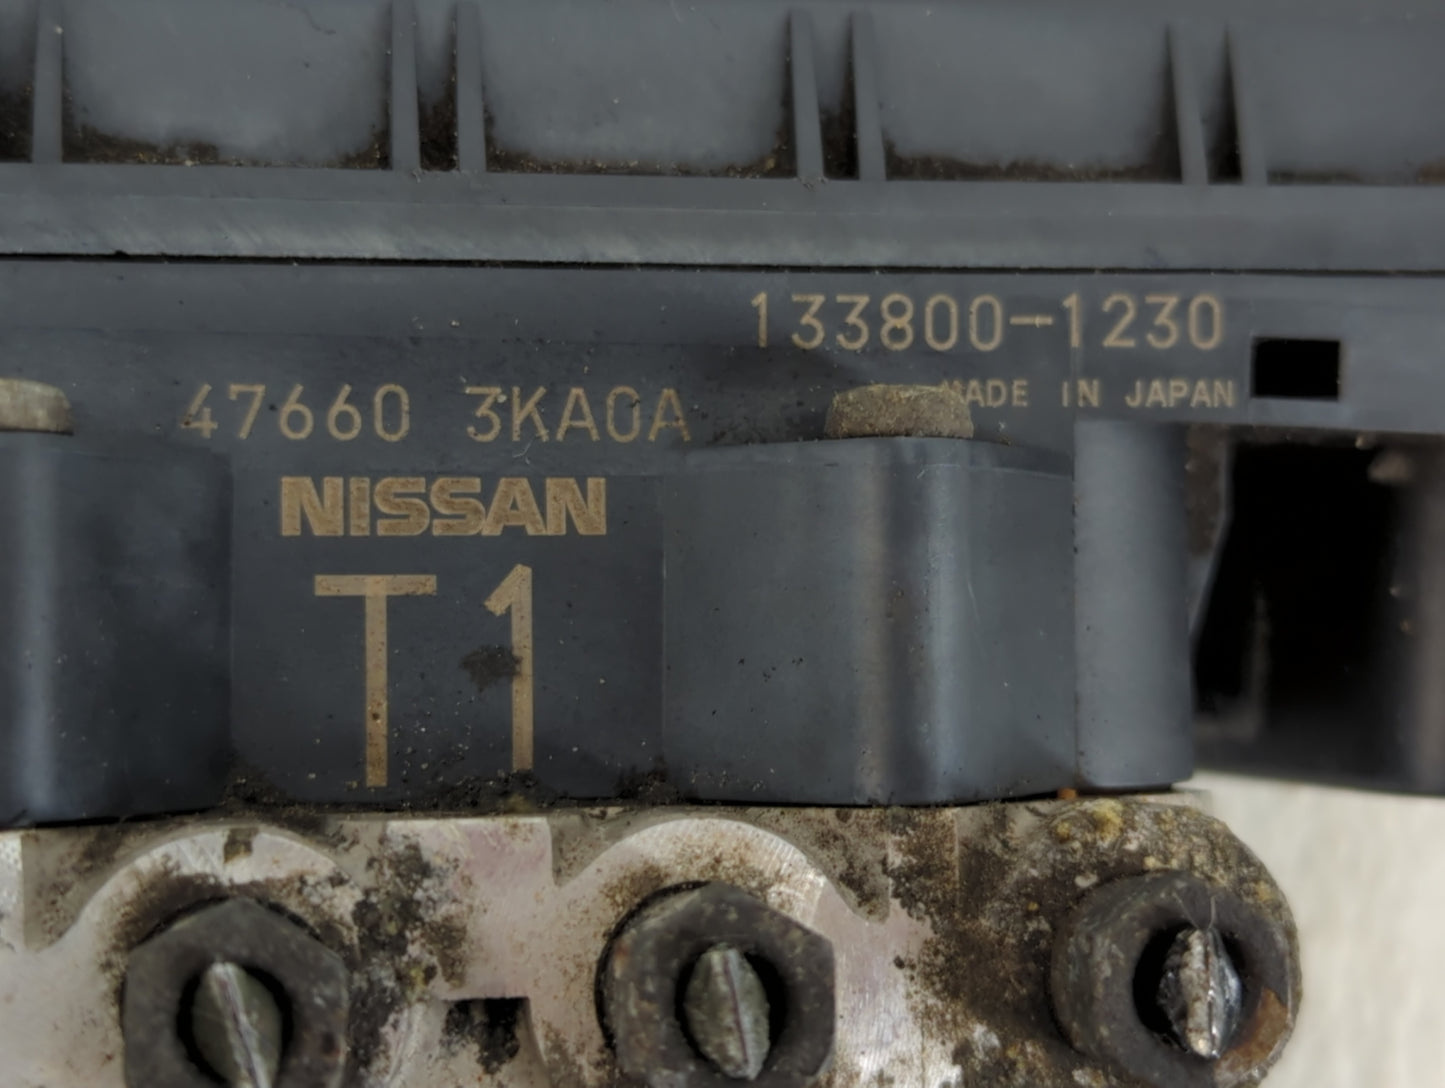 133800-1230
MADE IN JAPAN
47660 3KA0A
NISSAN
T1